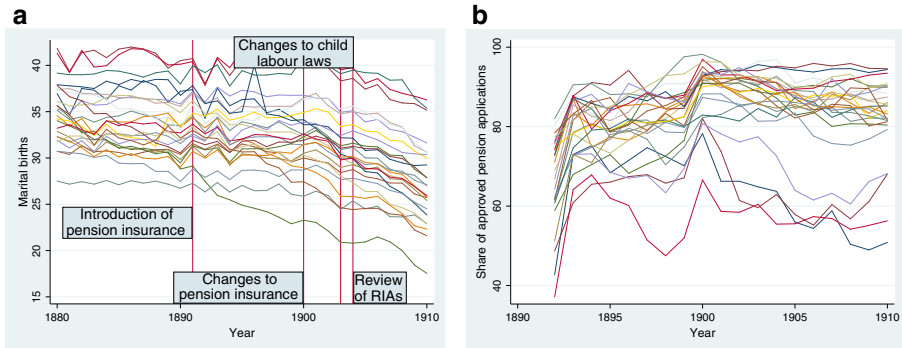 a
Marital births
40
35
30
25
20
15
Changes to child
labour laws
Introduction of
pension insurance
Changes to
pension insurance
Review
of RIAs
1880
1890
1900
1910
Year
b
Share of approved pension applications
100
80
60
40
1890
1895
1900
1905
1910
Year